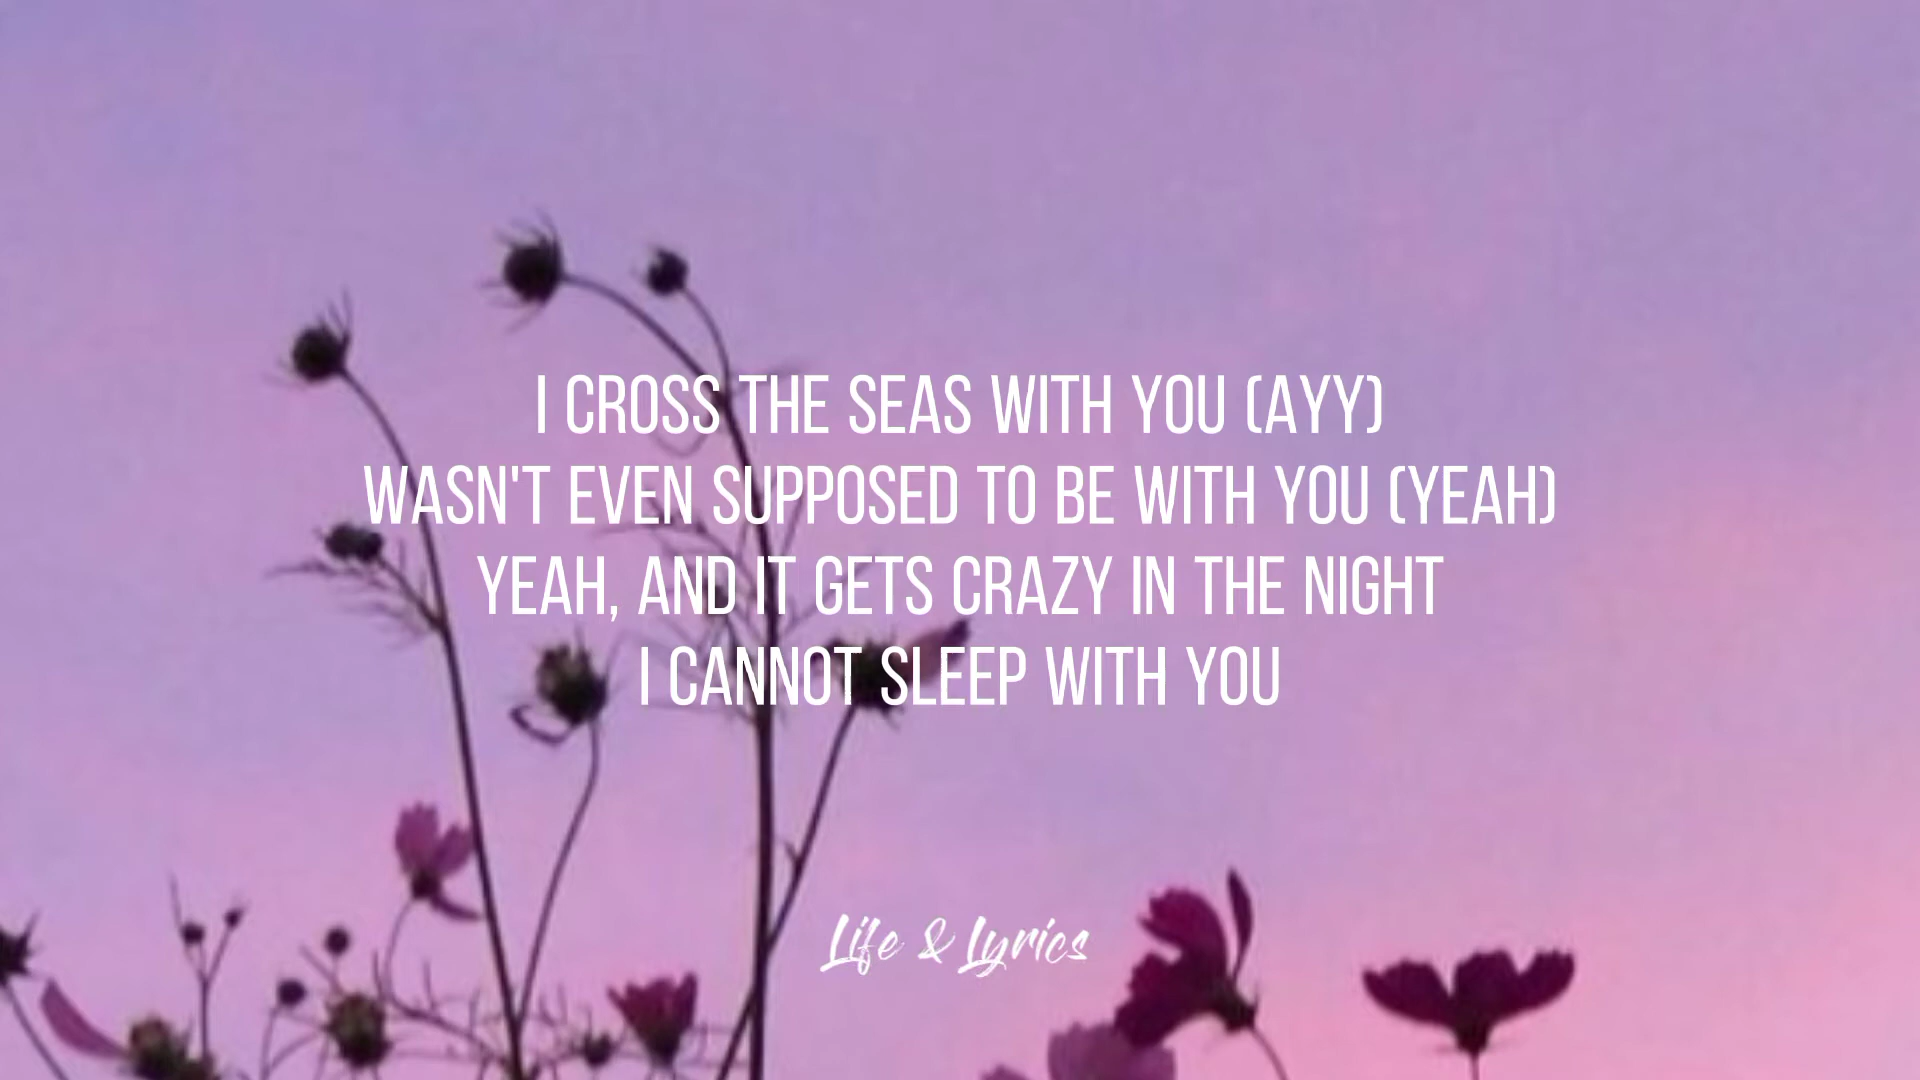 I CROSS THE SEAS WITH YOU (AYY)
WASN'T EVEN SUPPOSED TO BE WITH YOU (YEAH)
YEAH, AND IT GETS CRAZY IN THE NIGHT
I CANNOT SLEEP WITH YOU
Life & Lyrics